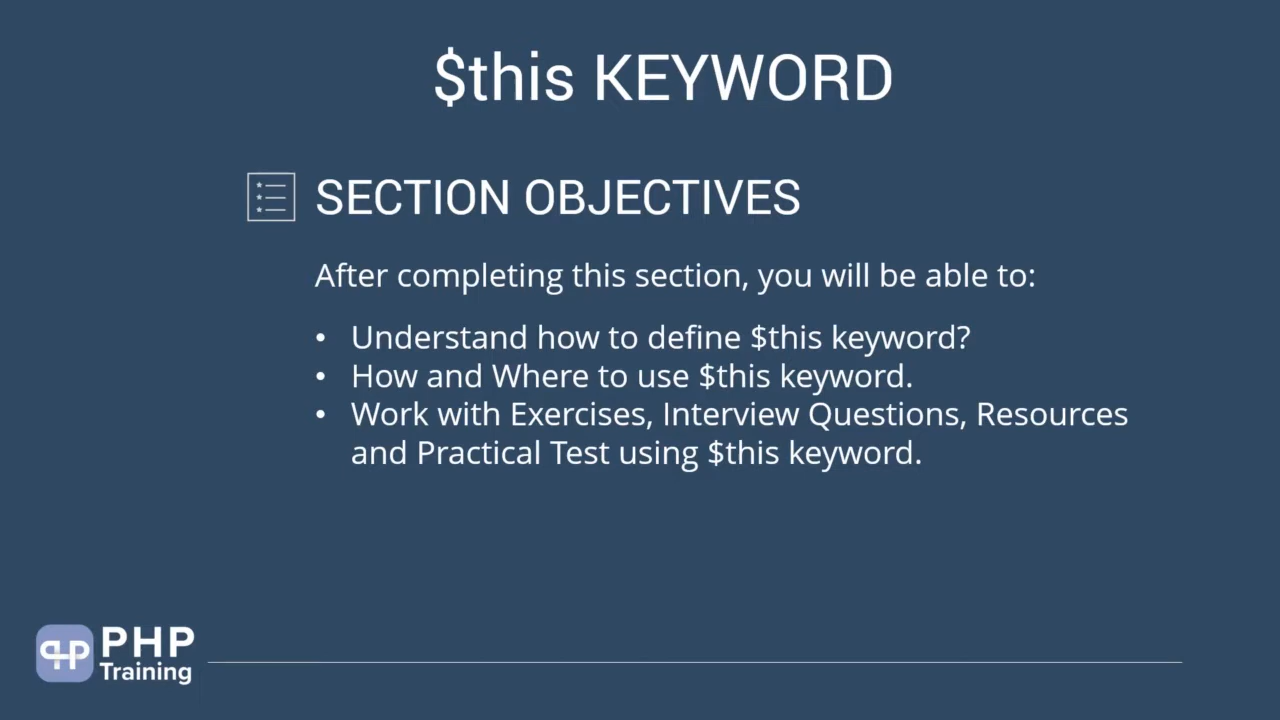 $this KEYWORD
SECTION OBJECTIVES
After completing this section, you will be able to:
• Understand how to define $this keyword?
• How and Where to use $this keyword.
• Work with Exercises, Interview Questions, Resources
and Practical Test using $this keyword.
PHP
Training